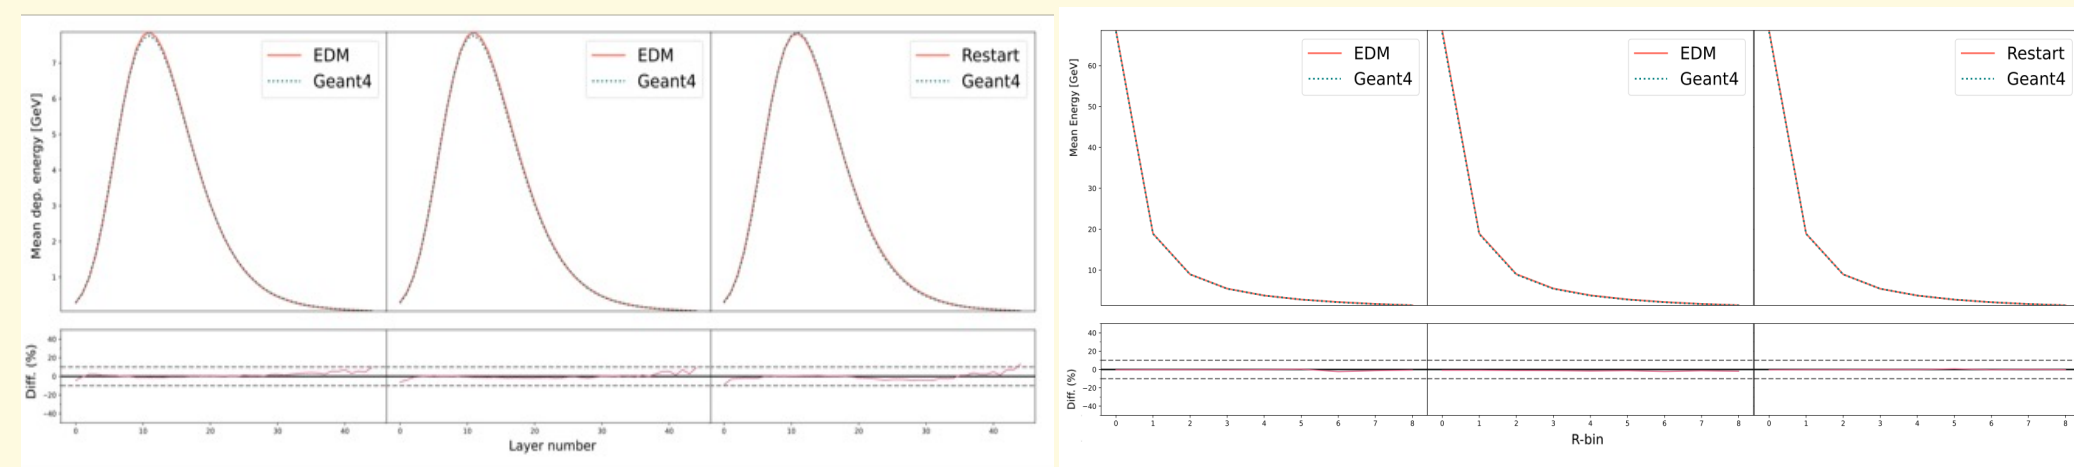 Mean dep. energy [GeV]
7
6
5
4
3
2
1
EDM
Geant4
EDM
Geant4
Restart
Geant4
Diff. (%)
40
20
0
−20
−40
0 10 20 30 40 0 10 20 30 40 0 10 20 30 40
Layer number
Mean Energy [GeV]
60
50
40
30
20
10
EDM
Geant4
EDM
Geant4
Restart
Geant4
Diff. (%)
40
20
0
−20
−40
0 1 2 3 4 5 6 7 8 0 1 2 3 4 5 6 7 8 0 1 2 3 4 5 6 7 8
R-bin